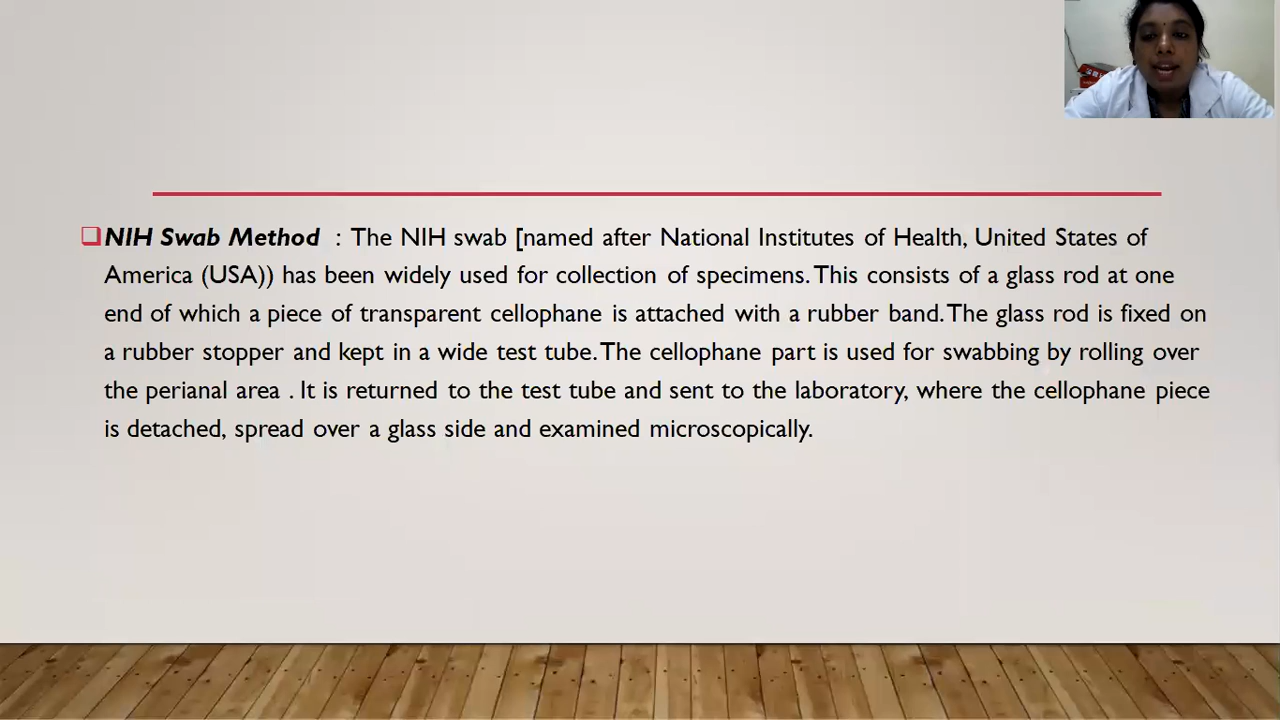 NIH Swab Method : The NIH swab [named after National Institutes of Health, United States of
America (USA)) has been widely used for collection of specimens. This consists of a glass rod at one
end of which a piece of transparent cellophane is attached with a rubber band. The glass rod is fixed on
a rubber stopper and kept in a wide test tube. The cellophane part is used for swabbing by rolling over
the perianal area . It is returned to the test tube and sent to the laboratory, where the cellophane piece
is detached, spread over a glass side and examined microscopically.